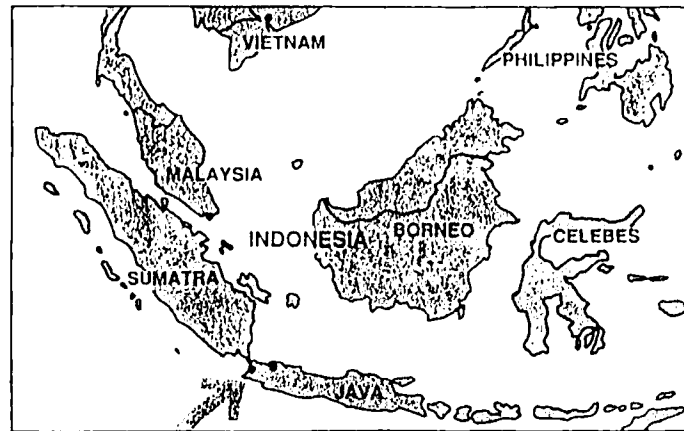 VIETNAM
PHILIPPINES
MALAYSIA
INDONESIA
BORNEO
CELEBES
SUMATRA
JAVA